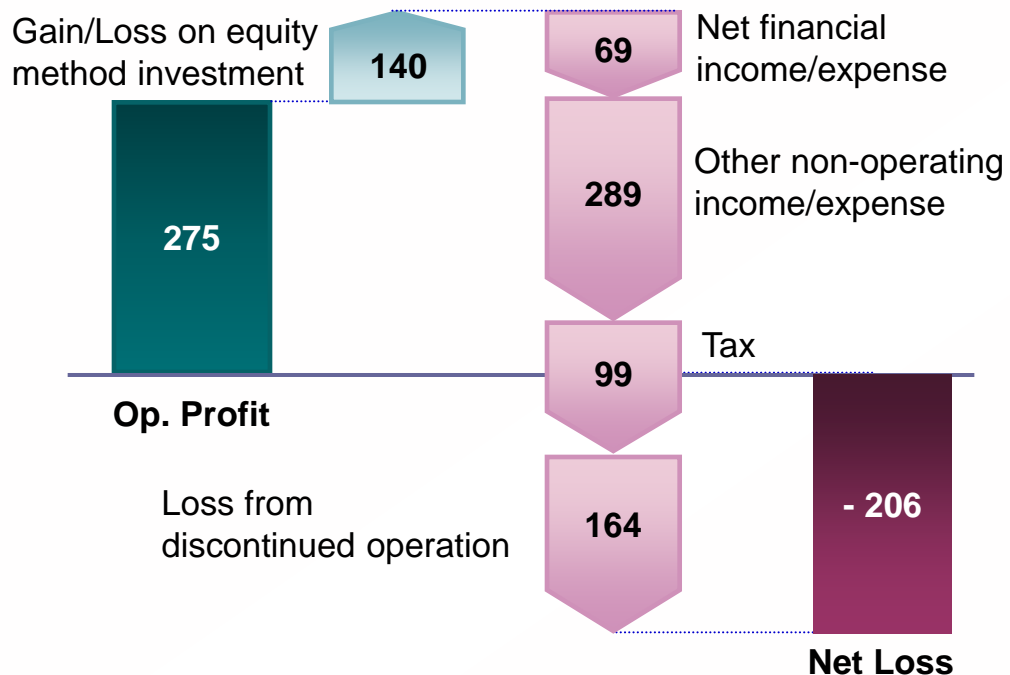 Gain/Loss on equity
method investment
140
69
Net financial
income/expense
275
289
Other non-operating
income/expense
Op. Profit
99
Tax
Loss from
discontinued operation
164
- 206
Net Loss